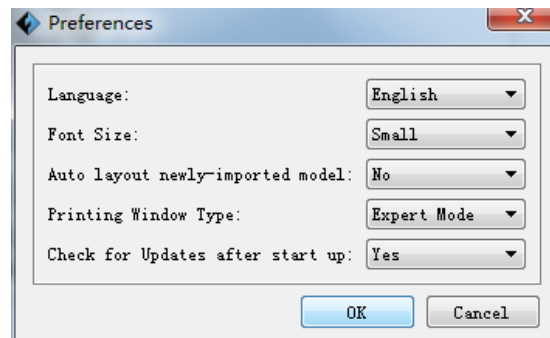 Preferences
Language: English
Font Size: Small
Auto layout newly-imported model: No
Printing Window Type: Expert Mode
Check for Updates after start up: Yes
OK Cancel